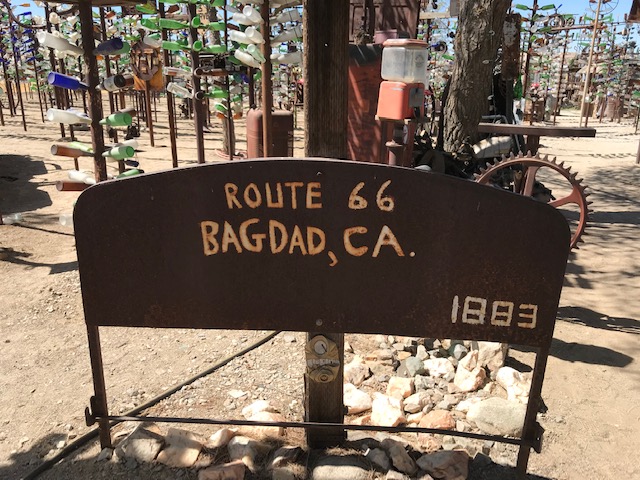 ROUTE 66
BAGDAD, CA.
1883